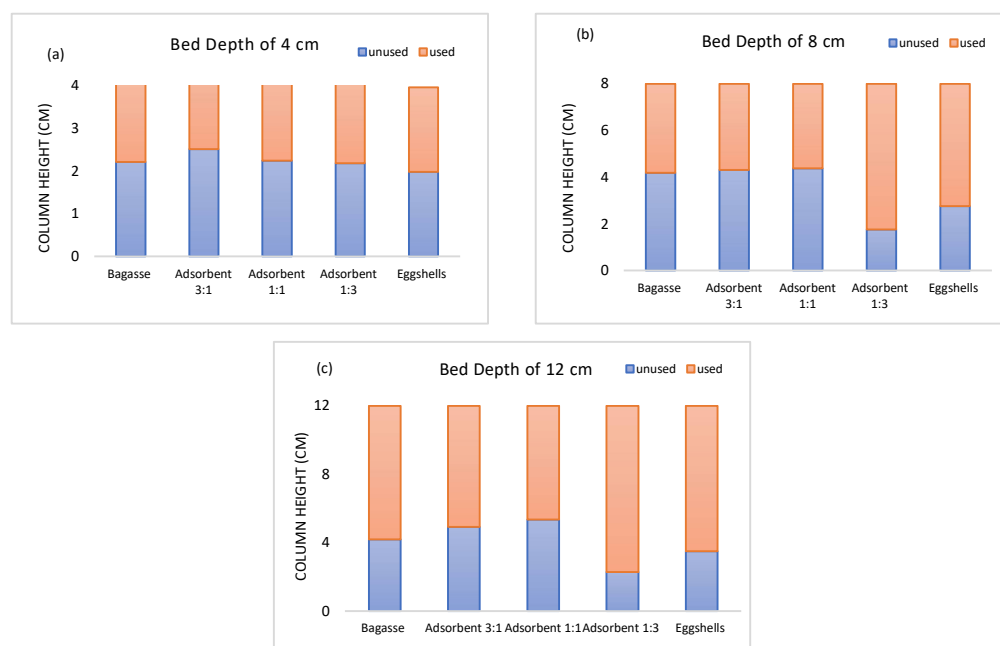 (a)
Bed Depth of 4 cm
unused used
COLUMN HEIGHT (CM)
4
3
2
1
0
Bagasse Adsorbent Adsorbent Adsorbent Eggshells
3:1 1:1 1:3
(b)
Bed Depth of 8 cm
unused used
COLUMN HEIGHT (CM)
8
6
4
2
0
Bagasse Adsorbent Adsorbent Adsorbent Eggshells
3:1 1:1 1:3
(c)
Bed Depth of 12 cm
unused used
COLUMN HEIGHT (CM)
12
8
4
0
Bagasse Adsorbent 3:1 Adsorbent 1:1 Adsorbent 1:3 Eggshells